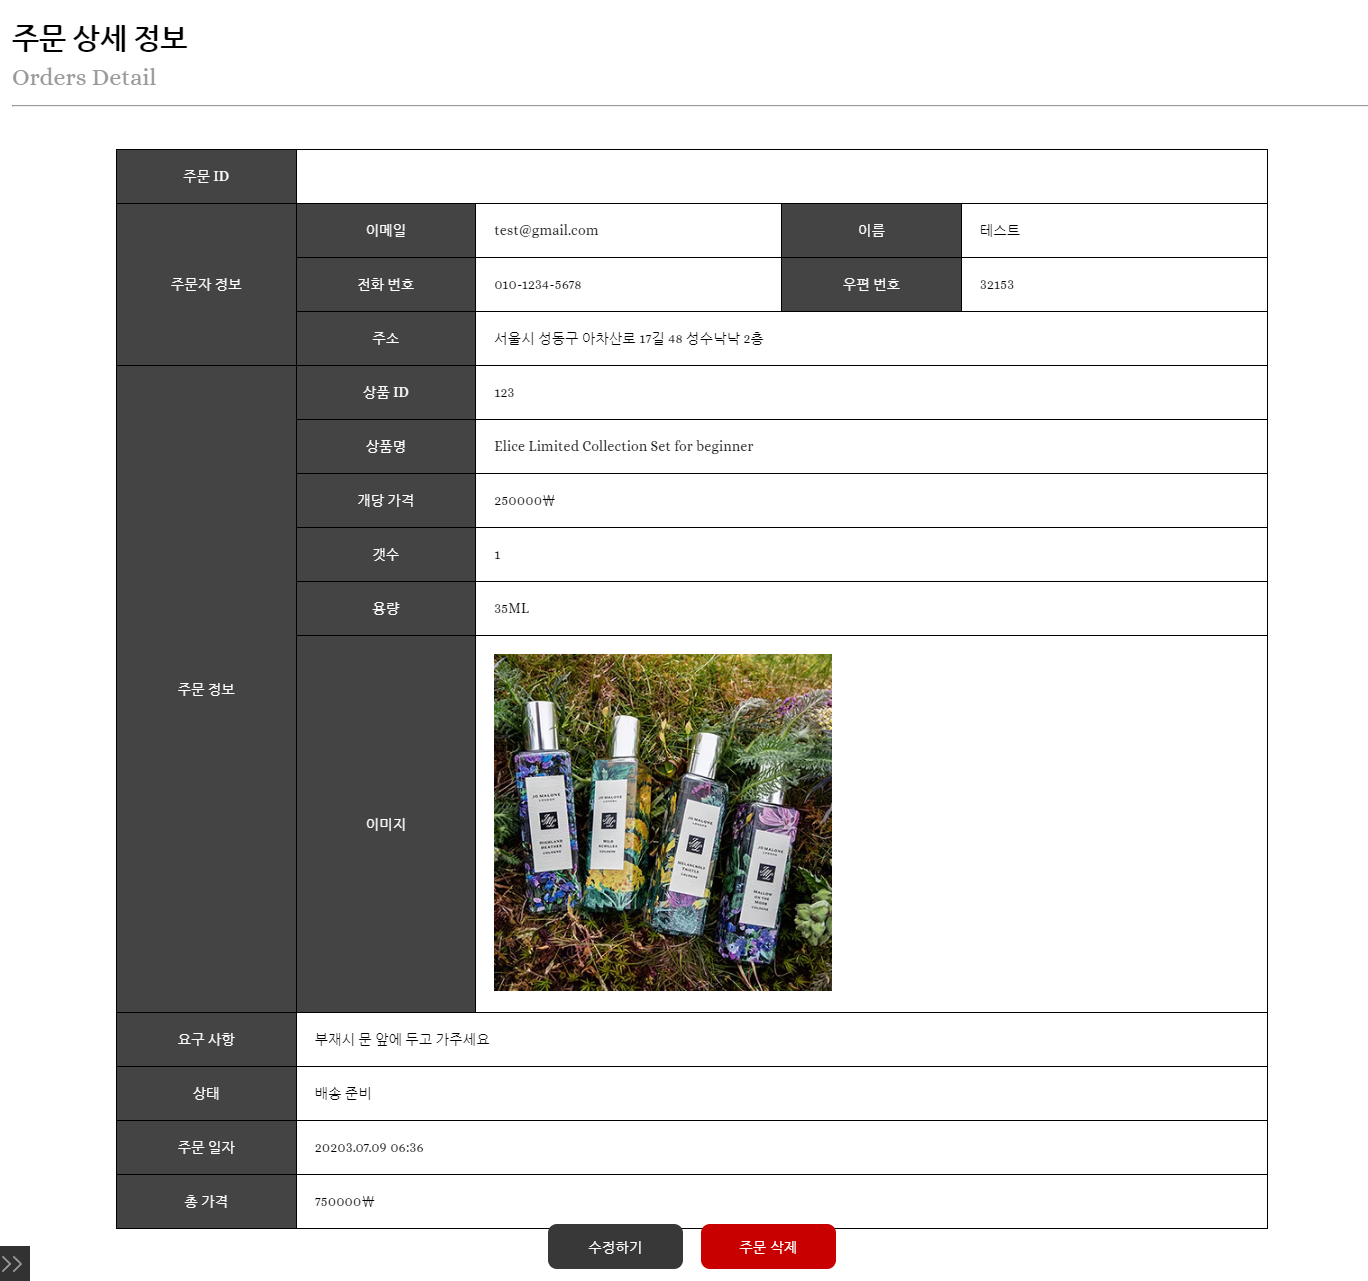 주문 상세 정보
Orders Detail
주문 ID
주문자 정보
이메일 test@gmail.com 이름 테스트
전화 번호 010-1234-5678 우편 번호 32153
주소 서울시 성동구 아차산로 17길 48 성수낙낙 2층
주문 정보
상품 ID 123
상품명 Elice Limited Collection Set for beginner
개당 가격 250000₩
갯수 1
용량 35ML
이미지
JO MALONE
LONDON
HIGHLAND
HEATHER
COLOGNE
JO MALONE
LONDON
WILD
ACHILLEA
COLOGNE
JO MALONE
LONDON
MELANCHOLY
THISTLE
COLOGNE
JO MALONE
LONDON
MALLOW
ON THE
MOOR
COLOGNE
요구 사항 부재시 문 앞에 두고 가주세요
상태 배송 준비
주문 일자 20203.07.09 06:36
총 가격 750000₩
수정하기 주문 삭제